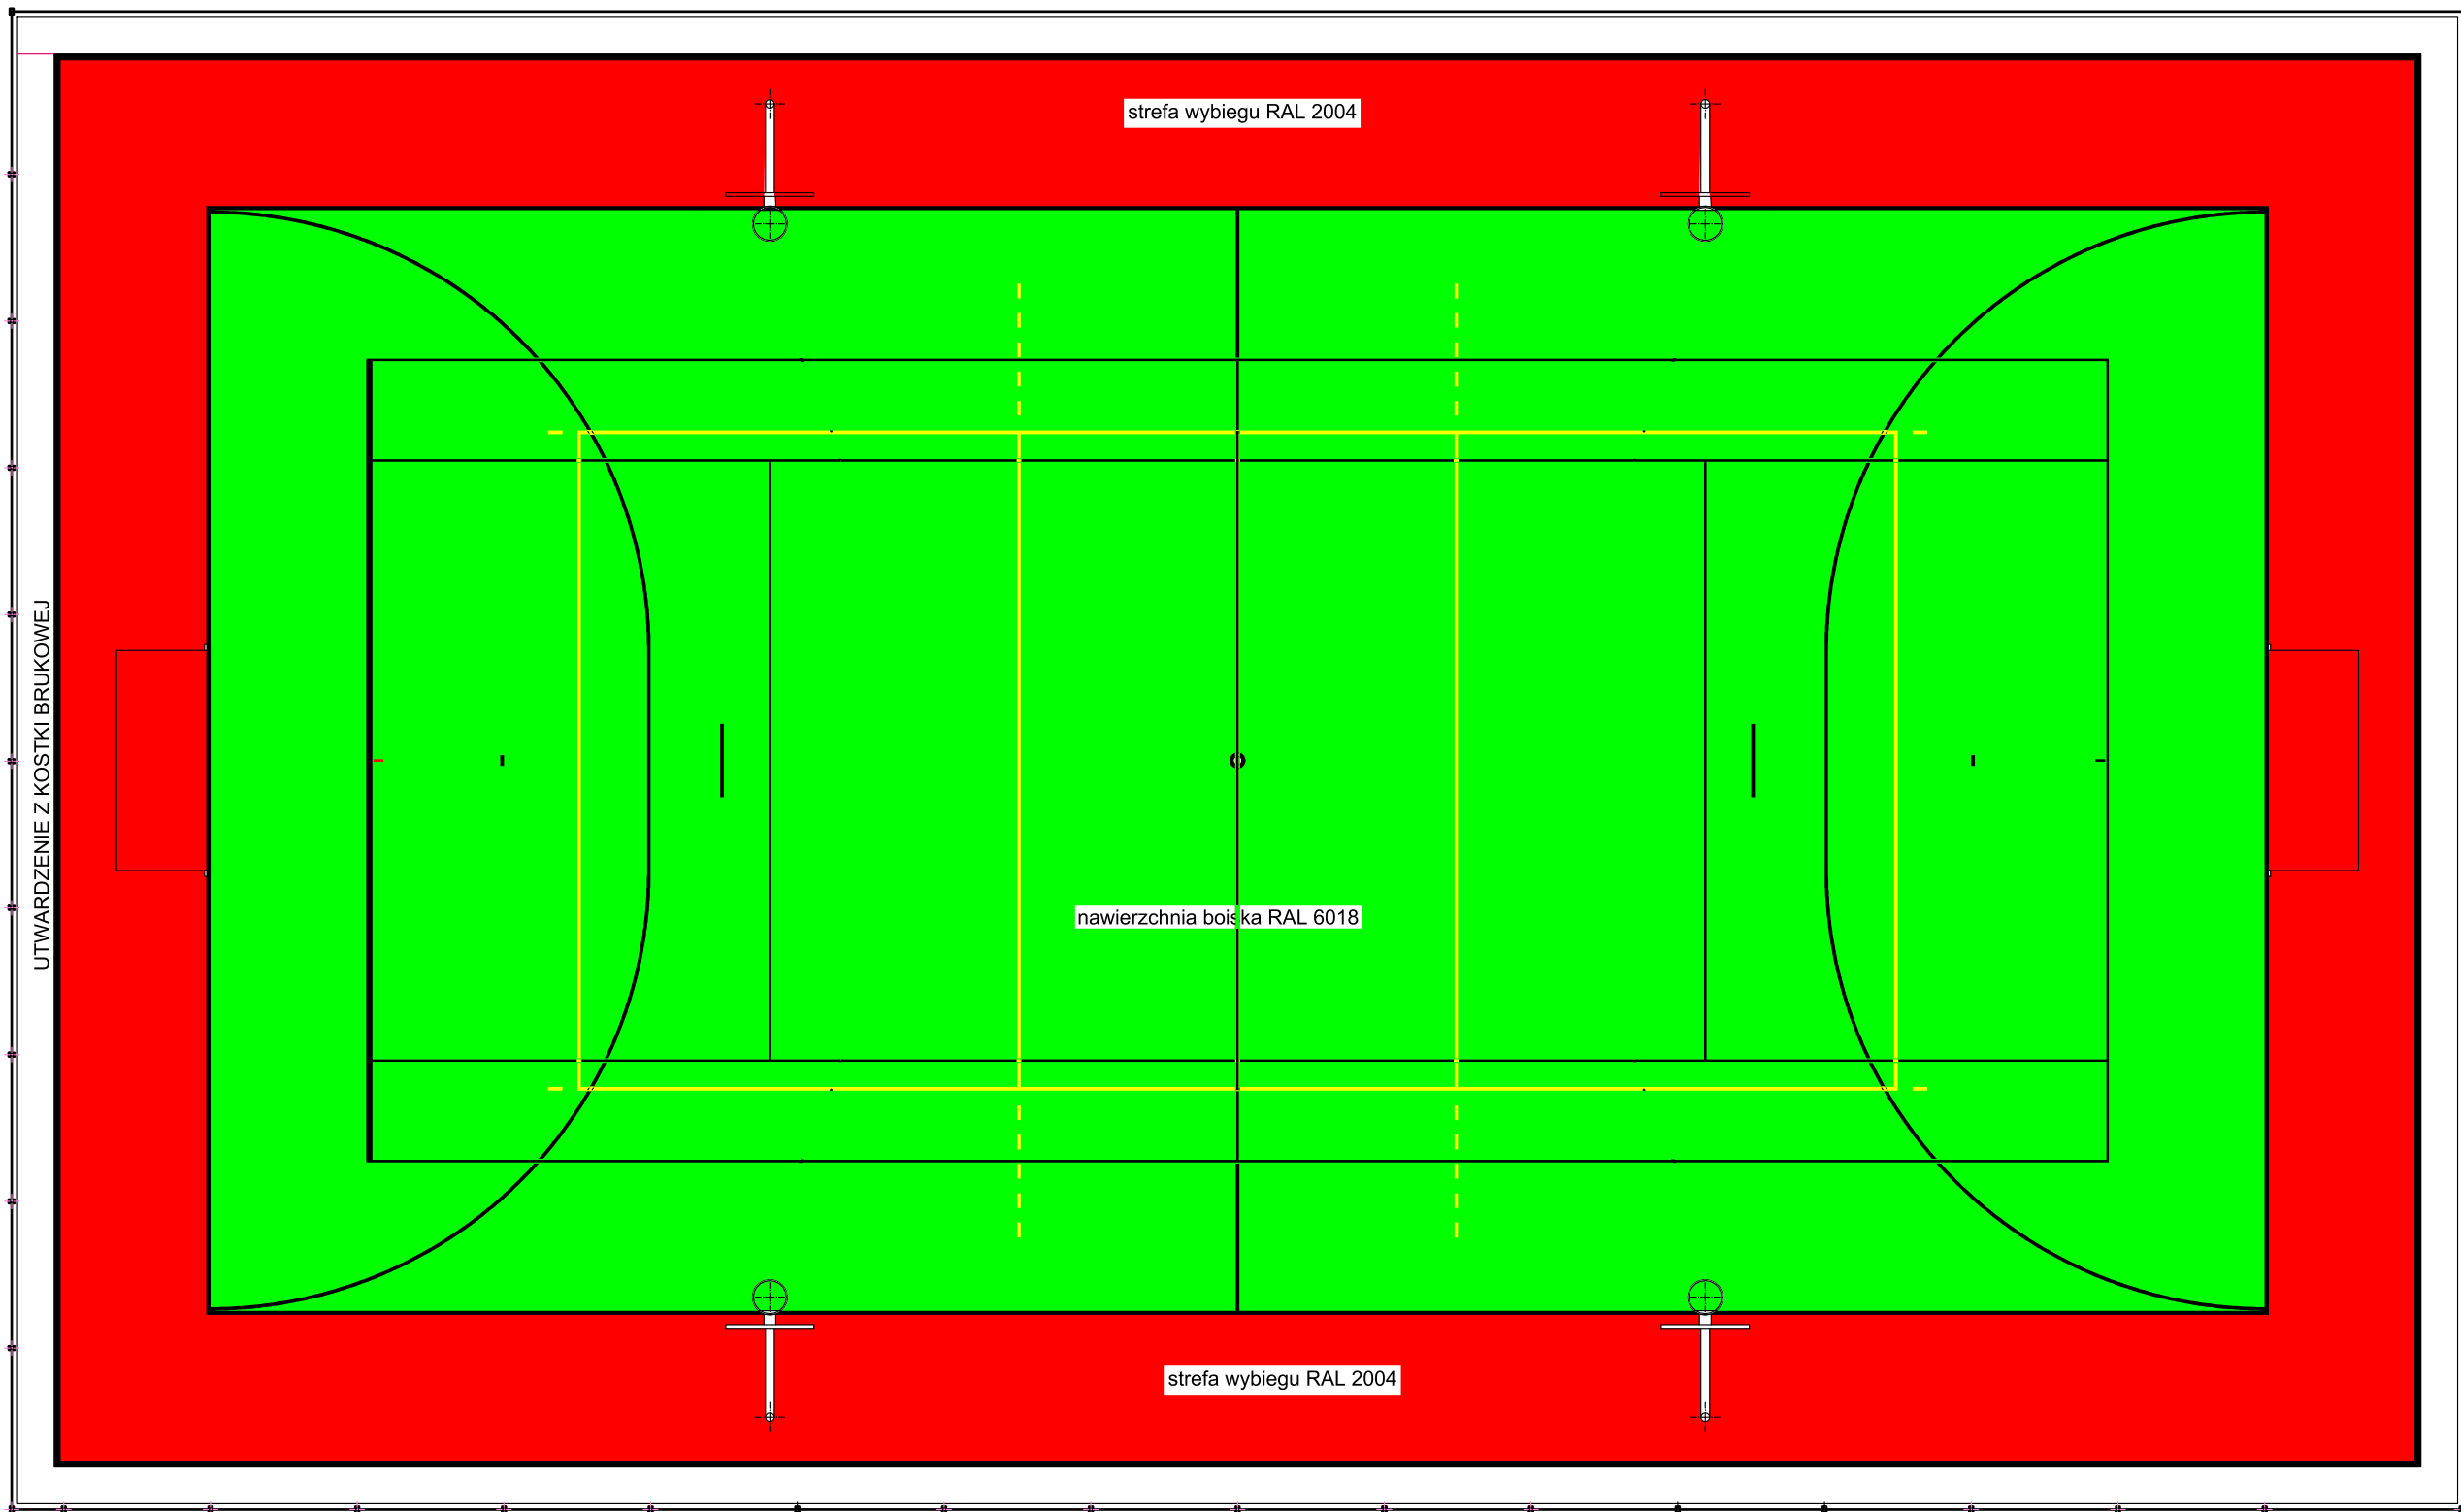 strefa wybiegu RAL 2004
UTWARDZENIE Z KOSTKI BRUKOWEJ
nawierzchnia boiska RAL 6018
strefa wybiegu RAL 2004